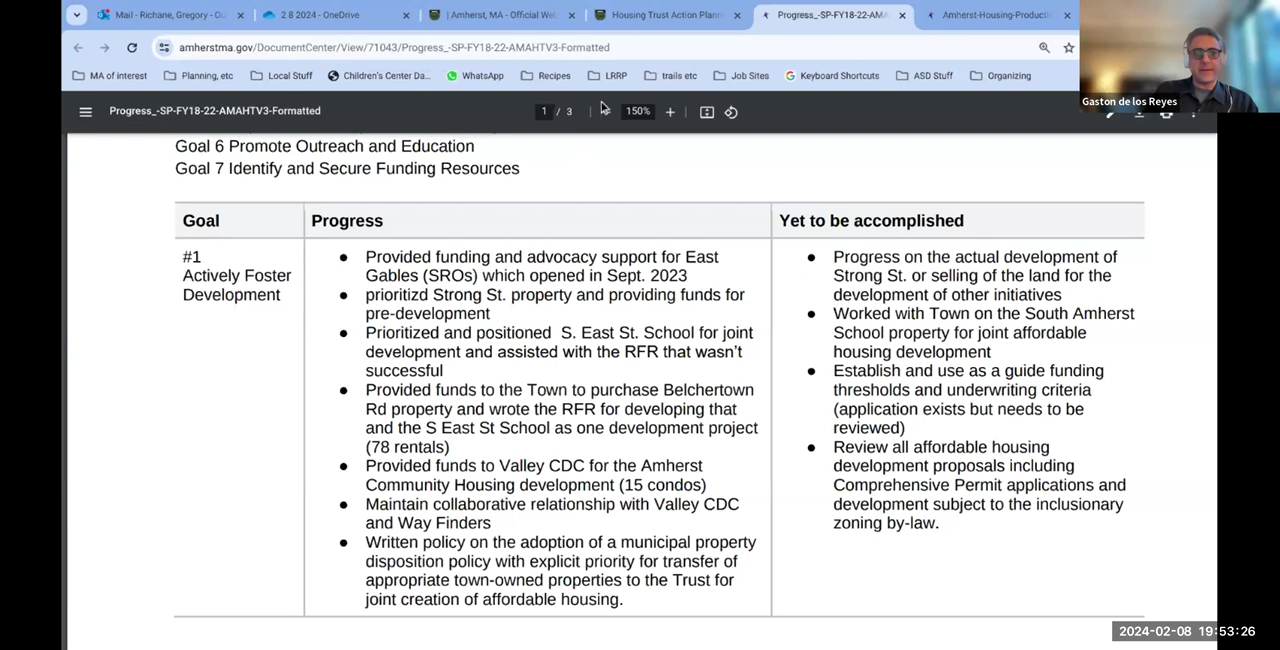 Mail - Richane, Gregory - Ou
2 8 2024 - OneDrive
| Amherst, MA - Official We
Housing Trust Action Plann
Progress_-SP-FY18-22-AMA
Amherst-Housing-Producti
amherstma.gov/DocumentCenter/View/71043/Progress_-SP-FY18-22-AMAHTV3-Formatted
MA of interest
Planning, etc
Local Stuff
Children's Center Da...
WhatsApp
Recipes
LRRP
trails etc
Job Sites
Keyboard Shortcuts
ASD Stuff
Organizing
Gaston de los Reyes
Progress_-SP-FY18-22-AMAHTV3-Formatted
1 / 3
150%
Goal 6 Promote Outreach and Education
Goal 7 Identify and Secure Funding Resources
Goal
Progress
Yet to be accomplished
#1
Actively Foster
Development
● Provided funding and advocacy support for East
Gables (SROs) which opened in Sept. 2023
● prioritizd Strong St. property and providing funds for
pre-development
● Prioritized and positioned  S. East St. School for joint
development and assisted with the RFR that wasn't
successful
● Provided funds to the Town to purchase Belchertown
Rd property and wrote the RFR for developing that
and the S East St School as one development project
(78 rentals)
● Provided funds to Valley CDC for the Amherst
Community Housing development (15 condos)
● Maintain collaborative relationship with Valley CDC
and Way Finders
● Written policy on the adoption of a municipal property
disposition policy with explicit priority for transfer of
appropriate town-owned properties to the Trust for
joint creation of affordable housing.
● Progress on the actual development of
Strong St. or selling of the land for the
development of other initiatives
● Worked with Town on the South Amherst
School property for joint affordable
housing development
● Establish and use as a guide funding
thresholds and underwriting criteria
(application exists but needs to be
reviewed)
● Review all affordable housing
development proposals including
Comprehensive Permit applications and
development subject to the inclusionary
zoning by-law.
2024-02-08 19:53:26